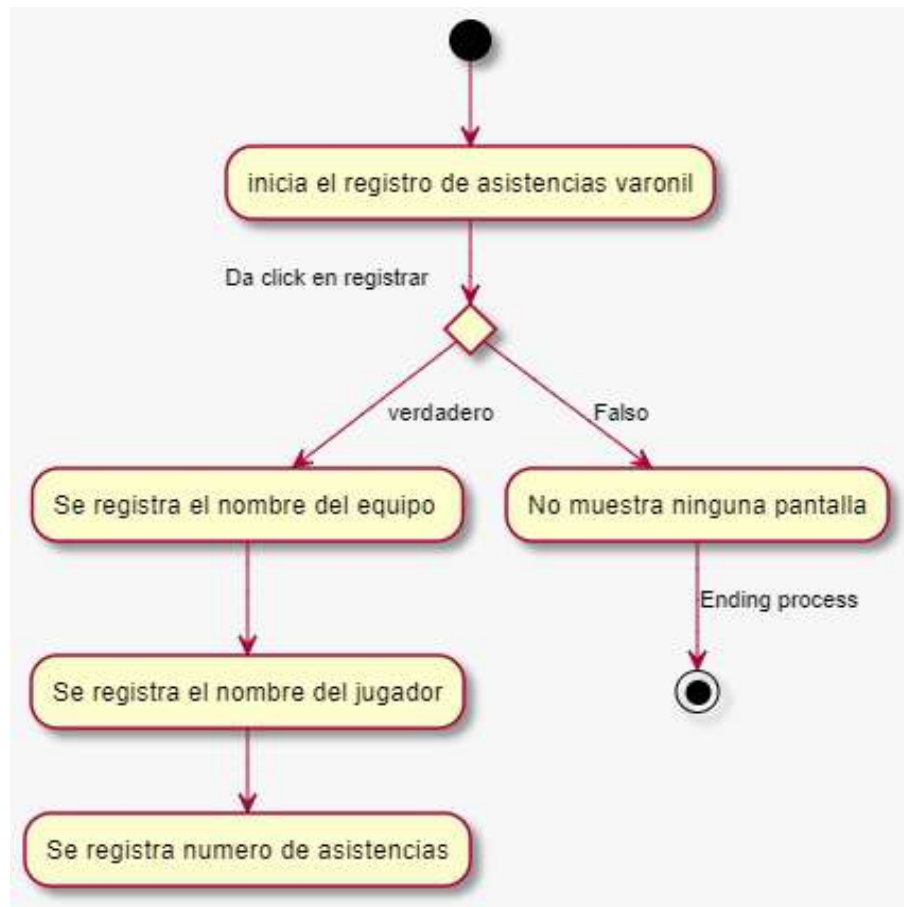 inicia el registro de asistencias varonil
Da click en registrar
verdadero
Falso
Se registra el nombre del equipo
No muestra ninguna pantalla
Ending process
Se registra el nombre del jugador
Se registra numero de asistencias